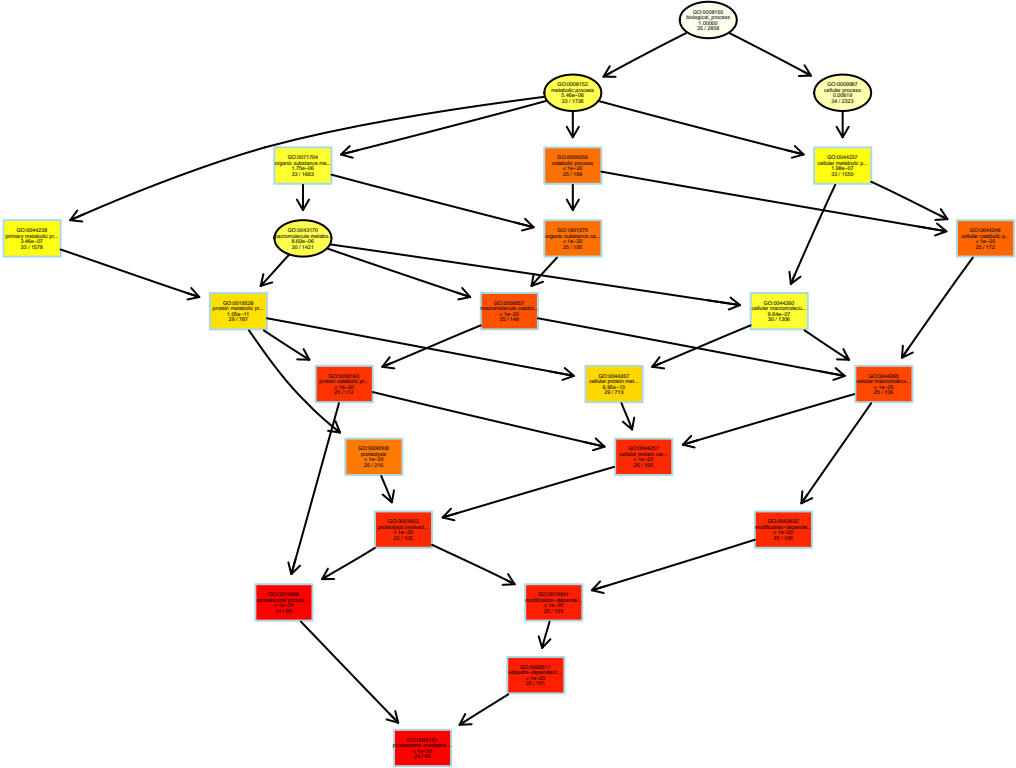 GO:0008150
biological_process
1.00000
35 / 2858
GO:0008152
metabolic process
5.46e−06
33 / 1726
GO:0009987
cellular process
0.00619
34 / 2323
GO:0071704
organic substance me...
1.75e−06
33 / 1663
GO:0009056
catabolic process
< 1e−20
25 / 199
GO:0044237
cellular metabolic p...
1.98e−07
33 / 1550
GO:0044238
primary metabolic pr...
3.46e−07
33 / 1578
GO:0043170
macromolecule metabo...
8.69e−06
30 / 1421
GO:1901575
organic substance ca...
< 1e−20
25 / 195
GO:0044248
cellular catabolic p...
< 1e−20
25 / 172
GO:0019538
protein metabolic pr...
1.05e−11
29 / 787
GO:0009057
macromolecule catabo...
< 1e−20
25 / 148
GO:0044260
cellular macromolecu...
9.64e−07
30 / 1306
GO:0030163
protein catabolic pr...
< 1e−20
25 / 112
GO:0044267
cellular protein met...
6.95e−13
29 / 713
GO:0044265
cellular macromolecu...
< 1e−20
25 / 136
GO:0006508
proteolysis
< 1e−20
25 / 216
GO:0044257
cellular protein cat...
< 1e−20
25 / 105
GO:0051603
proteolysis involved...
< 1e−20
25 / 105
GO:0043632
modification−depende...
< 1e−20
25 / 105
GO:0010498
proteasomal protein...
< 1e−20
GO:0019941
modification−depende...
< 1e−20
25 / 103
GO:0006511
ubiquitin−dependent ...
< 1e−20
25 / 101
GO:0043161
proteasome−mediated ...
< 1e−20